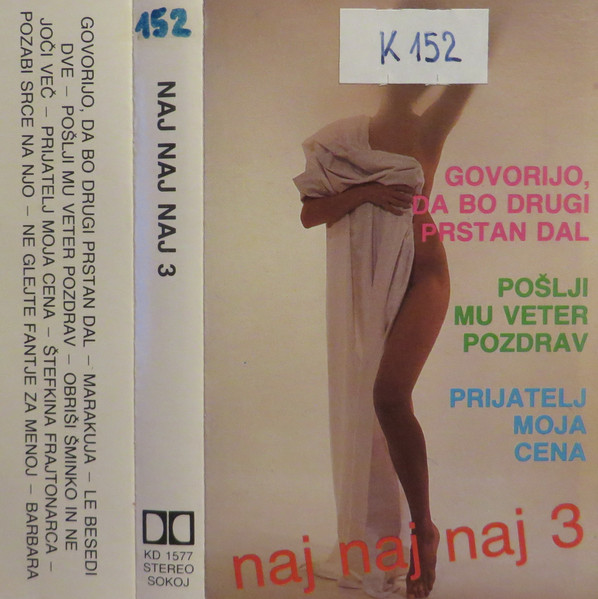 GOVORIJO, DA BO DRUGI PRSTAN DAL – MARAKUJA – LE BESEDI
DVE – POŠLJI MU VETER POZDRAV – OBRIŠI ŠMINKO IN NE
JOČI VEČ – PRIJATELJ MOJA CENA – ŠTEFKINA FRAJTONARCA –
POZABI SRCE NA NJO – NE GLEJTE FANTJE ZA MENOJ – BARBARA
152
NAJ NAJ NAJ 3
KD 1577
STEREO
SOKOJ
K 152
GOVORIJO,
DA BO DRUGI
PRSTAN DAL
POŠLJI
MU VETER
POZDRAV
PRIJATELJ
MOJA
CENA
naj naj naj 3